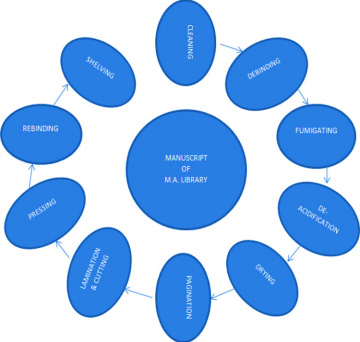 CLEANING
DEBINDING
FUMIGATING
DE-
ACIDIFICATION
DRYING
PAGINATION
LAMINATION
& CUTTING
PRESSING
REBINDING
SHELVING
MANUSCRIPT
OF
M.A. LIBRARY